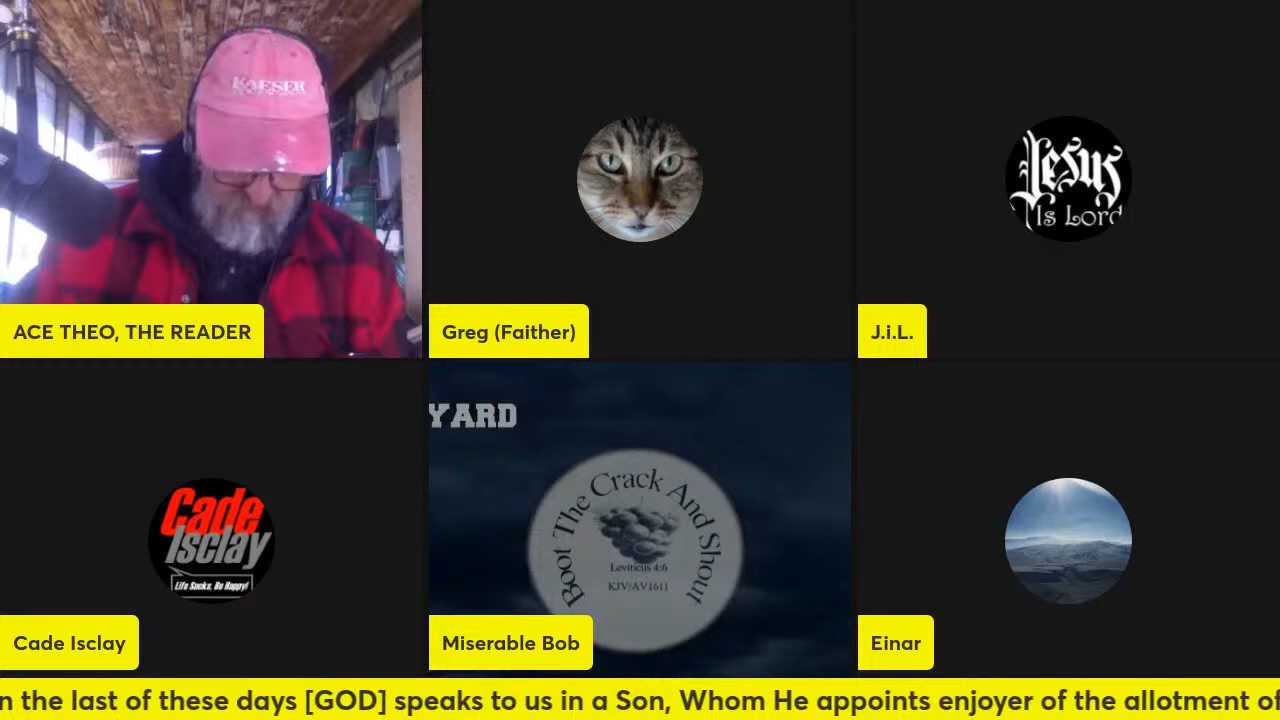 KAESER
ACE THEO, THE READER
Greg (Faither)
Jesus
Is Lord
J.i.L.
Cade
Isclay
Life Sucks, Be Happy!
Cade Isclay
YARD
Boot The Crack And Shout
Leviticus 4:6
KJV/AV1611
Miserable Bob
Einar
n the last of these days [GOD] speaks to us in a Son, Whom He appoints enjoyer of the allotment of